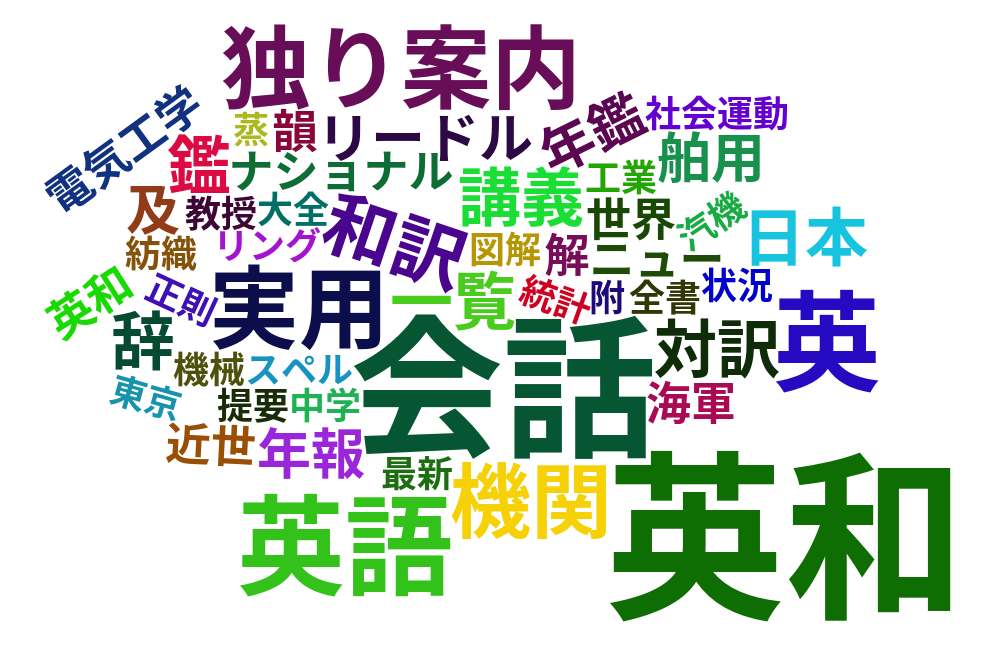 独り案内
電気工学
蒸
韻
リードル
年鑑
社会運動
鑑
ナショナル
講義
工業
舶用
及
教授
大全
和訳
世界
汽機
日本
紡織
リング
図解
解
ニュー
英和
正則
実用
一覧
統計
附
全書
状況
英
辞
会話
対訳
機械
スペル
東京
提要
中学
海軍
近世
年報
最新
機関
英和
英語